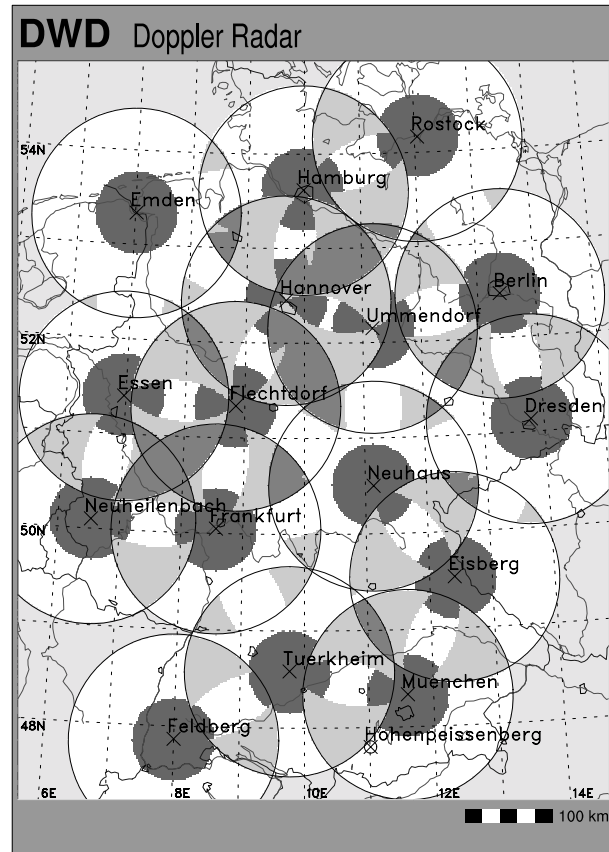 DWD Doppler Radar
Rostock
54N
Hamburg
Emden
Berlin
Hannover
Ummendorf
52N
Essen
Flechtdorf
Dresden
Neuhaus
Neuheilenbach
Frankfurt
50N
Eisberg
Tuerkheim
Muenchen
48N
Feldberg
Hohenpeissenberg
6E 8E 10E 12E 14E
100 km